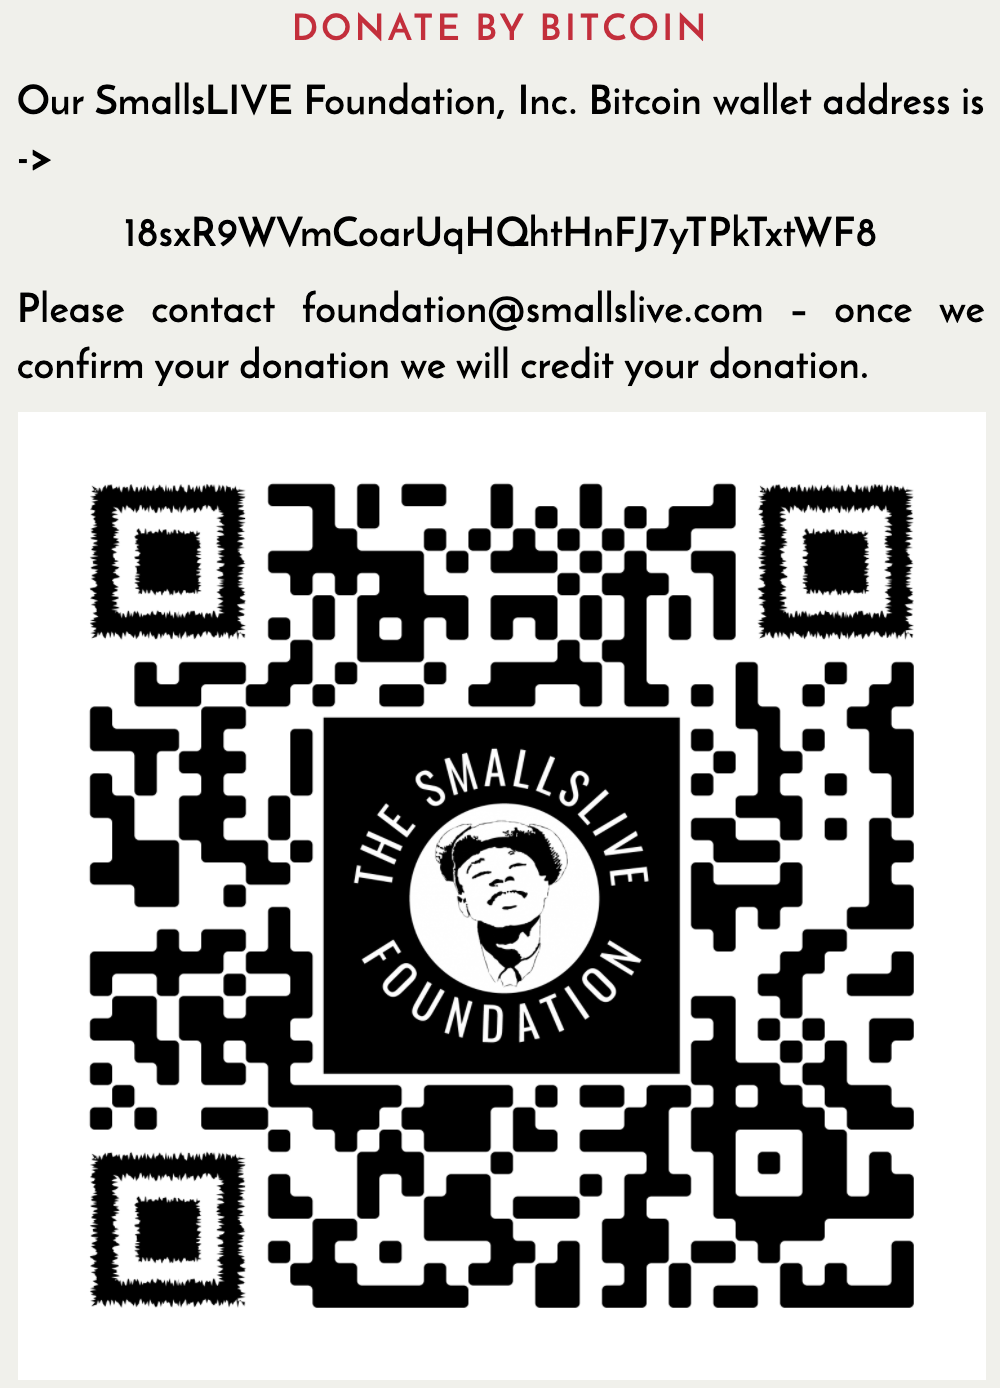 DONATE BY BITCOIN
Our SmallsLIVE Foundation, Inc. Bitcoin wallet address is
->
18sxR9WVmCoarUqHQhtHnFJ7yTPkTxtWF8
Please contact foundation@smallslive.com – once we
confirm your donation we will credit your donation.
THE SMALLSLIVE
FOUNDATION